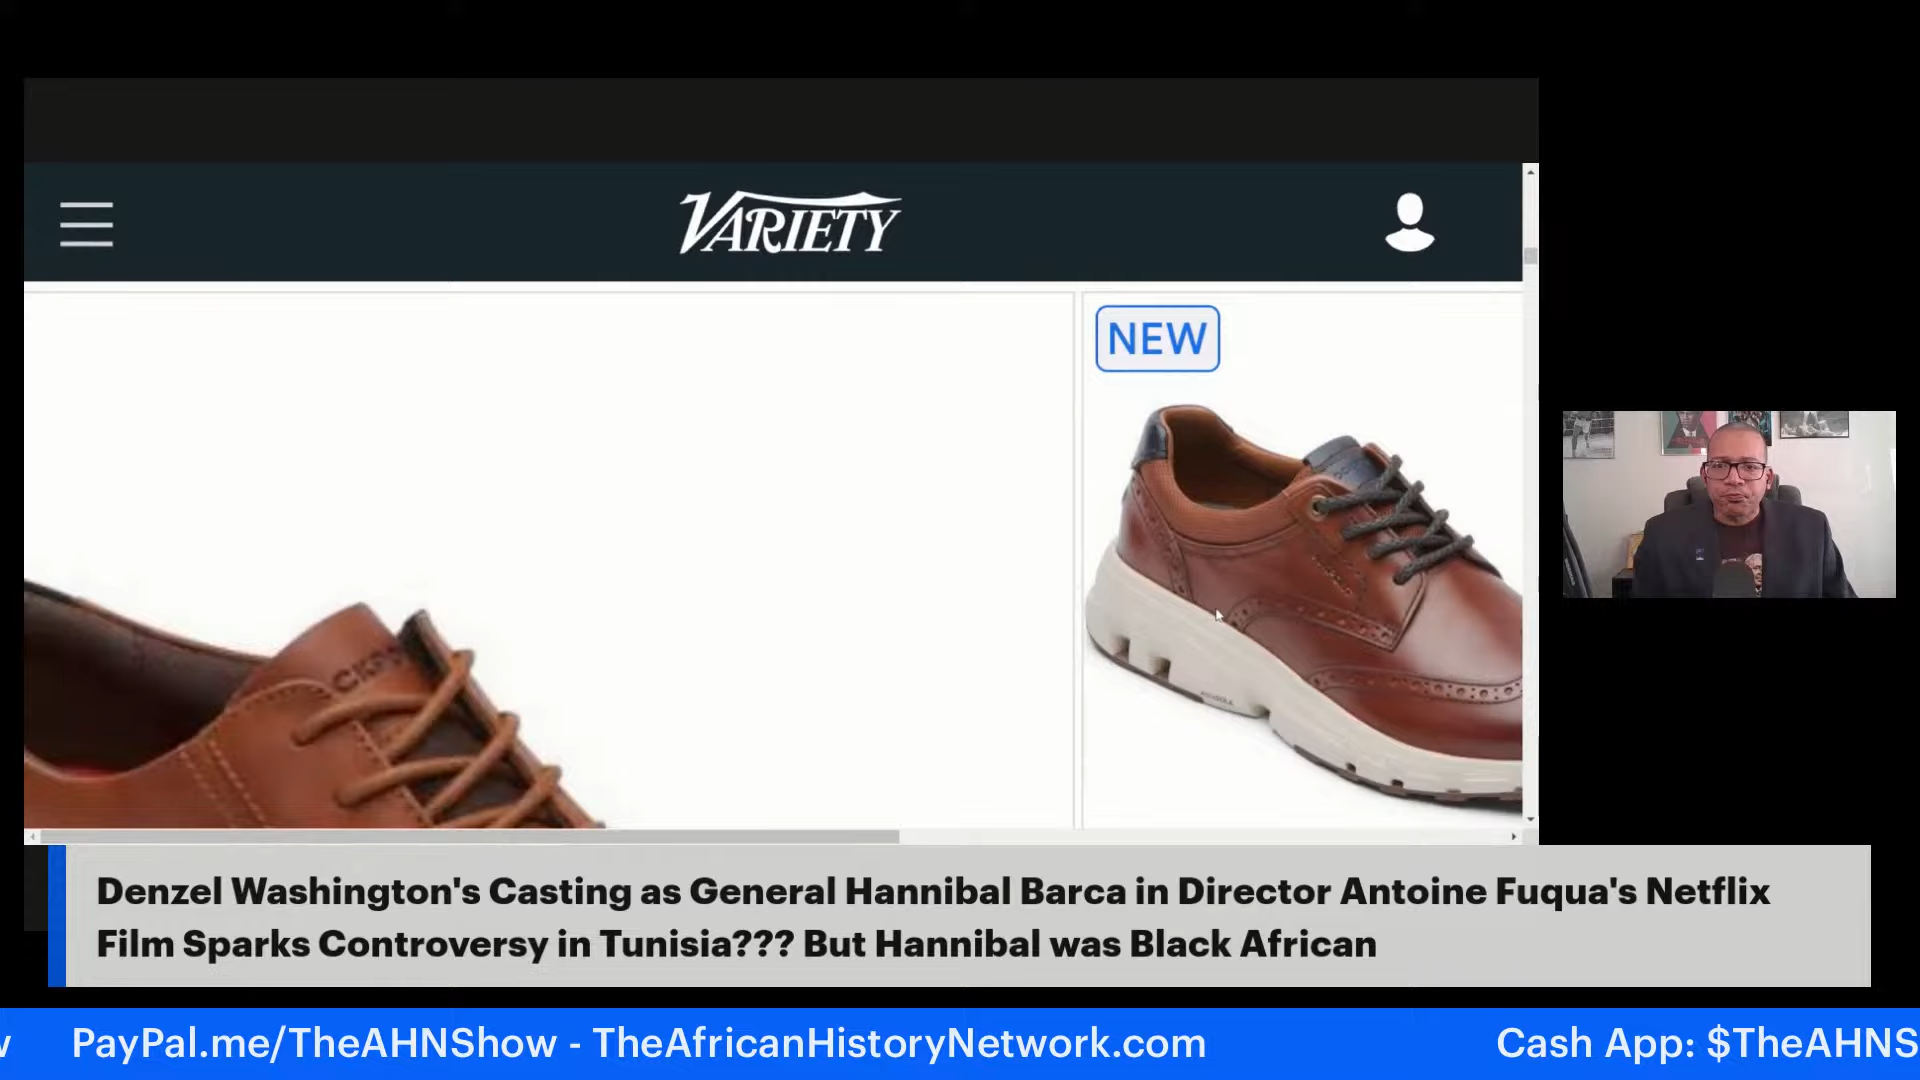 VARIETY
NEW
Denzel Washington's Casting as General Hannibal Barca in Director Antoine Fuqua's Netflix
Film Sparks Controversy in Tunisia??? But Hannibal was Black African
PayPal.me/TheAHNShow - TheAfricanHistoryNetwork.com
Cash App: $TheAHNS